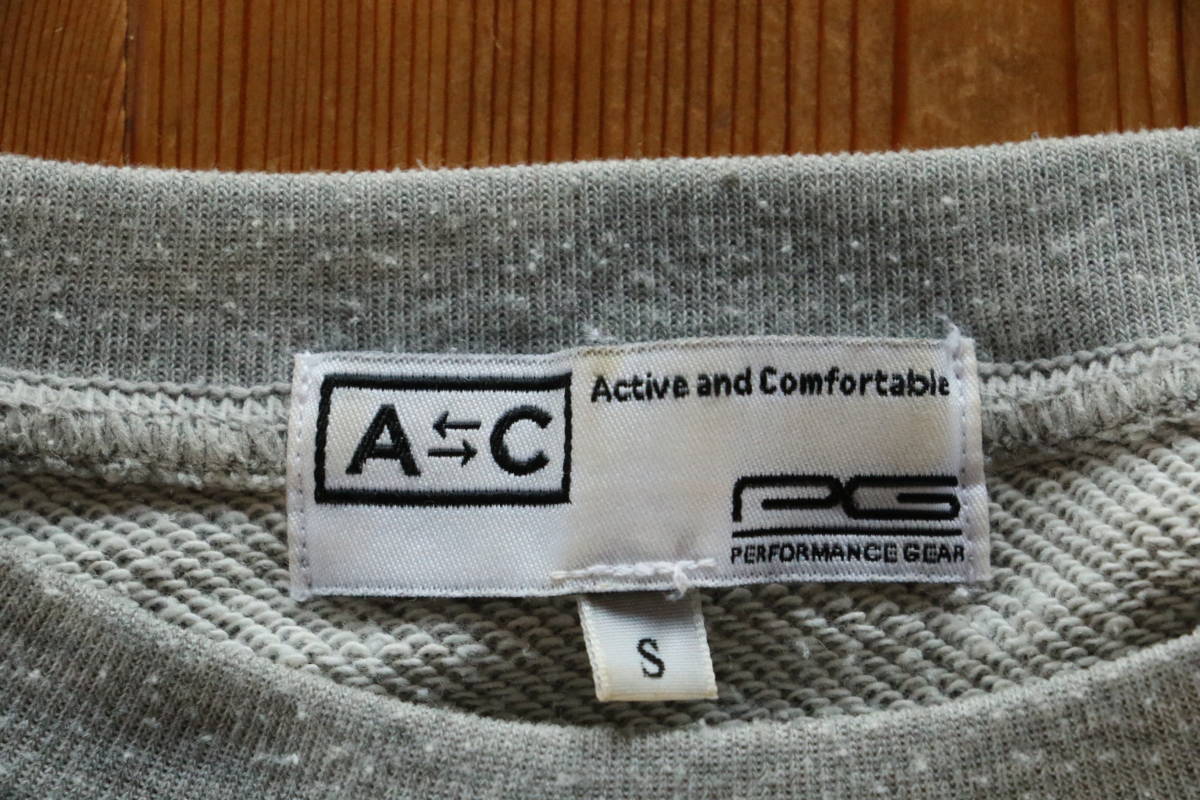 A⇆C
Active and Comfortable
PG
PERFORMANCE GEAR
S